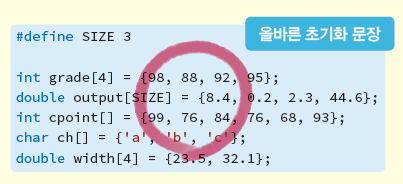 올바른 초기화 문장
#define SIZE 3
int grade[4] = {98, 88, 92, 95};
double output[SIZE] = {8.4, 0.2, 2.3, 44.6};
int cpoint[] = {99, 76, 84, 76, 68, 93};
char ch[] = {'a', 'b', 'c'};
double width[4] = {23.5, 32.1};